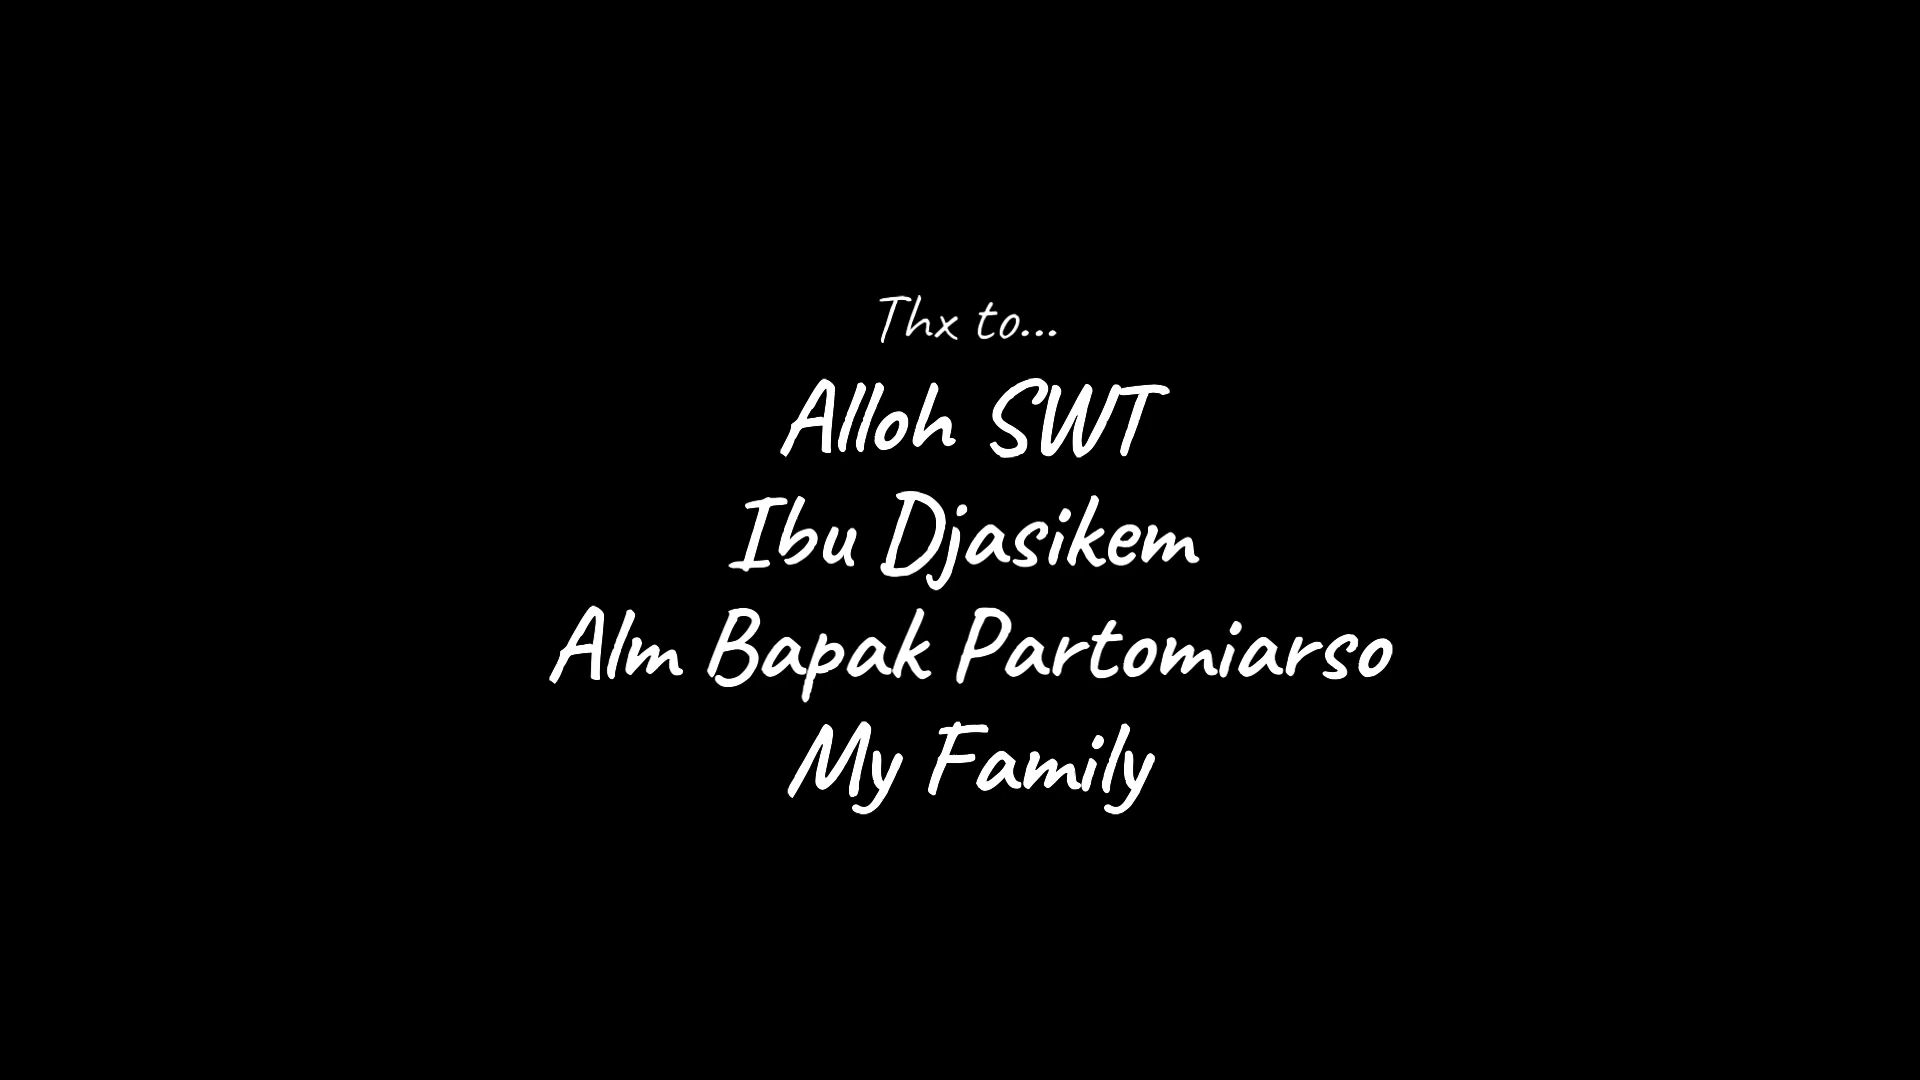 Thx to...
Alloh SWT
Ibu Djasikem
Alm Bapak Partomiarso
My Family